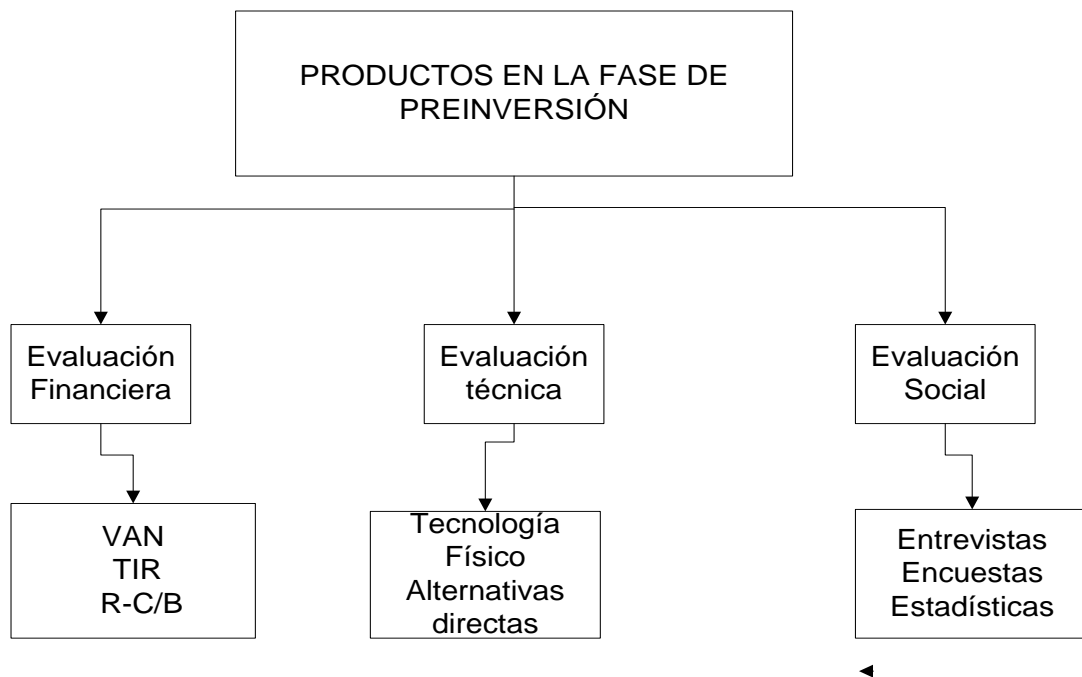 PRODUCTOS EN LA FASE DE
PREINVERSIÓN
Evaluación
Financiera
Evaluación
técnica
Evaluación
Social
VAN
TIR
R-C/B
Tecnología
Físico
Alternativas
directas
Entrevistas
Encuestas
Estadísticas